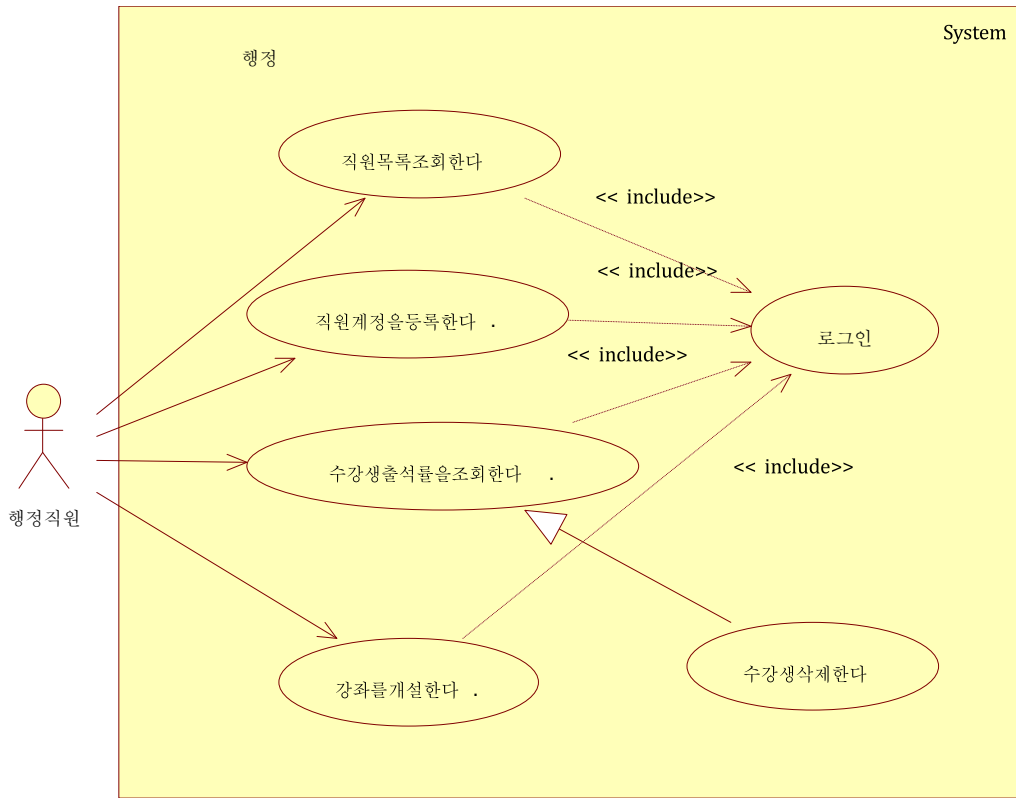 System
행정
직원목록조회한다
<< include>>
<< include>>
직원계정을등록한다 .
로그인
<< include>>
수강생출석률을조회한다 .
<< include>>
행정직원
수강생삭제한다
강좌를개설한다 .